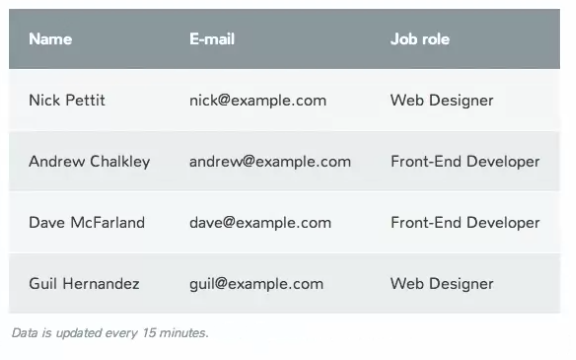 Name E-mail Job role
Nick Pettit nick@example.com Web Designer
Andrew Chalkley andrew@example.com Front-End Developer
Dave McFarland dave@example.com Front-End Developer
Guil Hernandez guil@example.com Web Designer
Data is updated every 15 minutes.